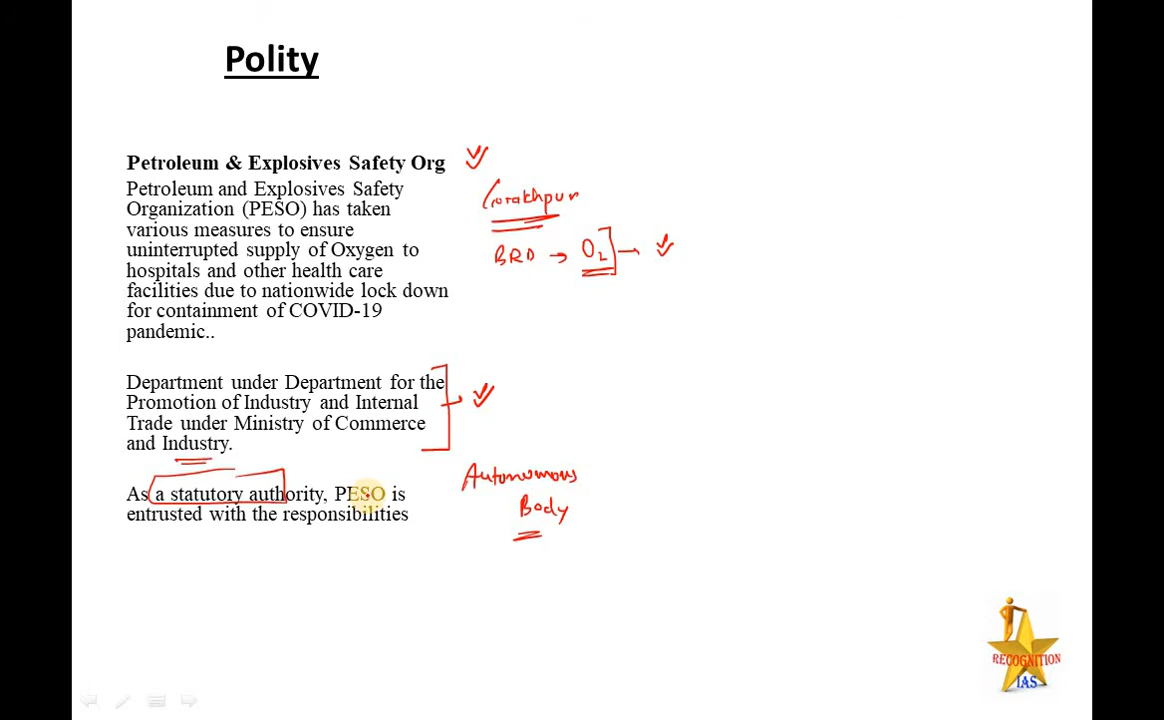 Polity
Petroleum & Explosives Safety Org
Petroleum and Explosives Safety
Organization (PESO) has taken
various measures to ensure
uninterrupted supply of Oxygen to
hospitals and other health care
facilities due to nationwide lock down
for containment of COVID-19
pandemic..
Gorakhpur
BRD → O₂
Department under Department for the
Promotion of Industry and Internal
Trade under Ministry of Commerce
and Industry.
As a statutory authority, PESO is
entrusted with the responsibilities
Autonomous
Body
RECOGNITION
IAS